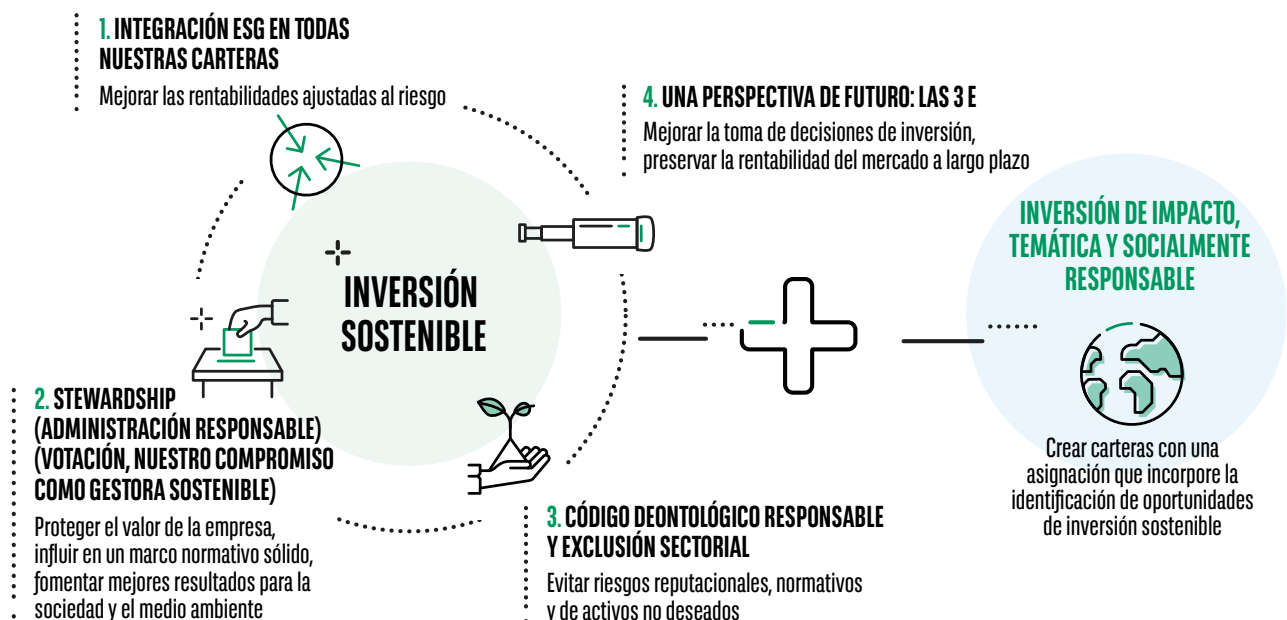 1. INTEGRACIÓN ESG EN TODAS
NUESTRAS CARTERAS
Mejorar las rentabilidades ajustadas al riesgo
4. UNA PERSPECTIVA DE FUTURO: LAS 3 E
Mejorar la toma de decisiones de inversión,
preservar la rentabilidad del mercado a largo plazo
INVERSIÓN
SOSTENIBLE
2. STEWARDSHIP
(ADMINISTRACIÓN RESPONSABLE)
(VOTACIÓN, NUESTRO COMPROMISO
COMO GESTORA SOSTENIBLE)
Proteger el valor de la empresa,
influir en un marco normativo sólido,
fomentar mejores resultados para la
sociedad y el medio ambiente
3. CÓDIGO DEONTOLÓGICO RESPONSABLE
Y EXCLUSIÓN SECTORIAL
Evitar riesgos reputacionales, normativos
y de activos no deseados
INVERSIÓN DE IMPACTO,
TEMÁTICA Y SOCIALMENTE
RESPONSABLE
Crear carteras con una
asignación que incorpore la
identificación de oportunidades
de inversión sostenible